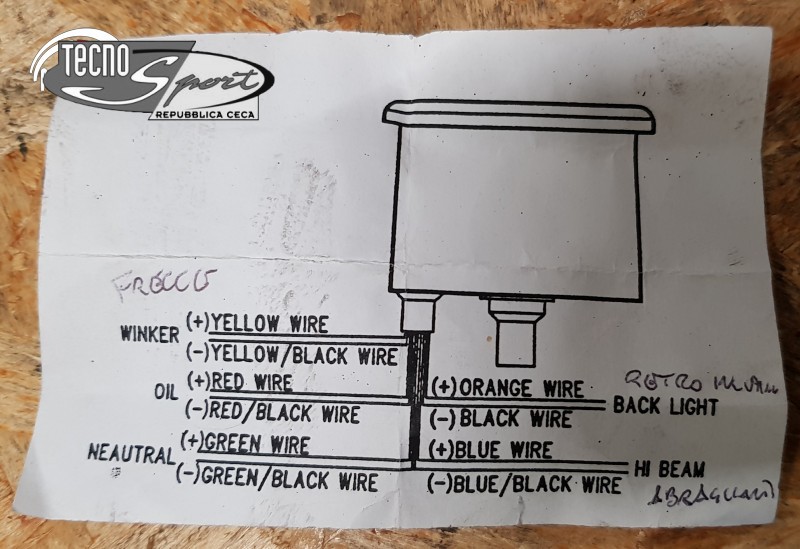 TECNO
Sport
REPUBBLICA CECA
FRECCE
WINKER
(+)YELLOW WIRE
(-)YELLOW/BLACK WIRE
OIL
(+)RED WIRE
(-)RED/BLACK WIRE
NEAUTRAL
(+)GREEN WIRE
(-)GREEN/BLACK WIRE
(+)ORANGE WIRE
(-) BLACK WIRE
RETRO
BACK LIGHT
(+)BLUE WIRE
(-)BLUE/BLACK WIRE
HI BEAM